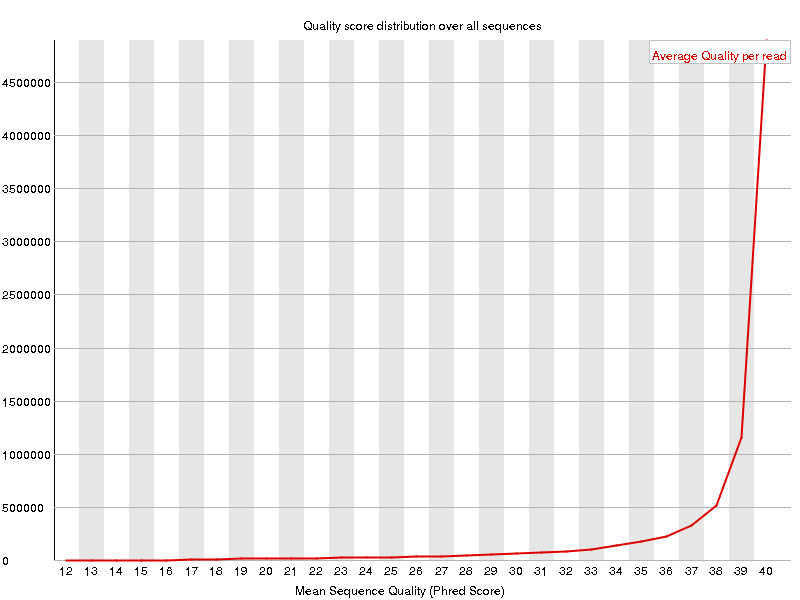 Quality score distribution over all sequences
Average Quality per read
4500000
4000000
3500000
3000000
2500000
2000000
1500000
1000000
500000
0
12 13 14 15 16 17 18 19 20 21 22 23 24 25 26 27 28 29 30 31 32 33 34 35 36 37 38 39 40
Mean Sequence Quality (Phred Score)